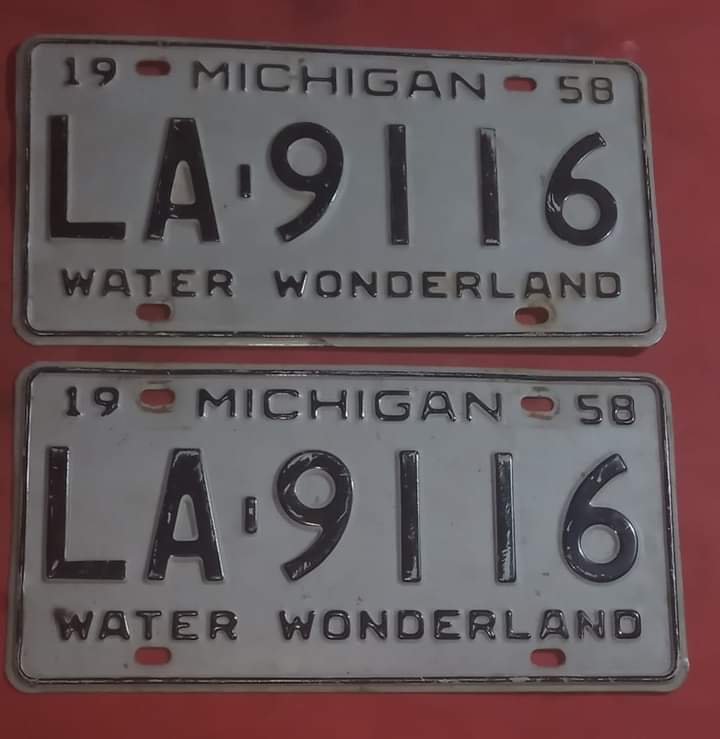 19 MICHIGAN 58
LA-9116
WATER WONDERLAND
19 MICHIGAN 58
LA-9116
WATER WONDERLAND